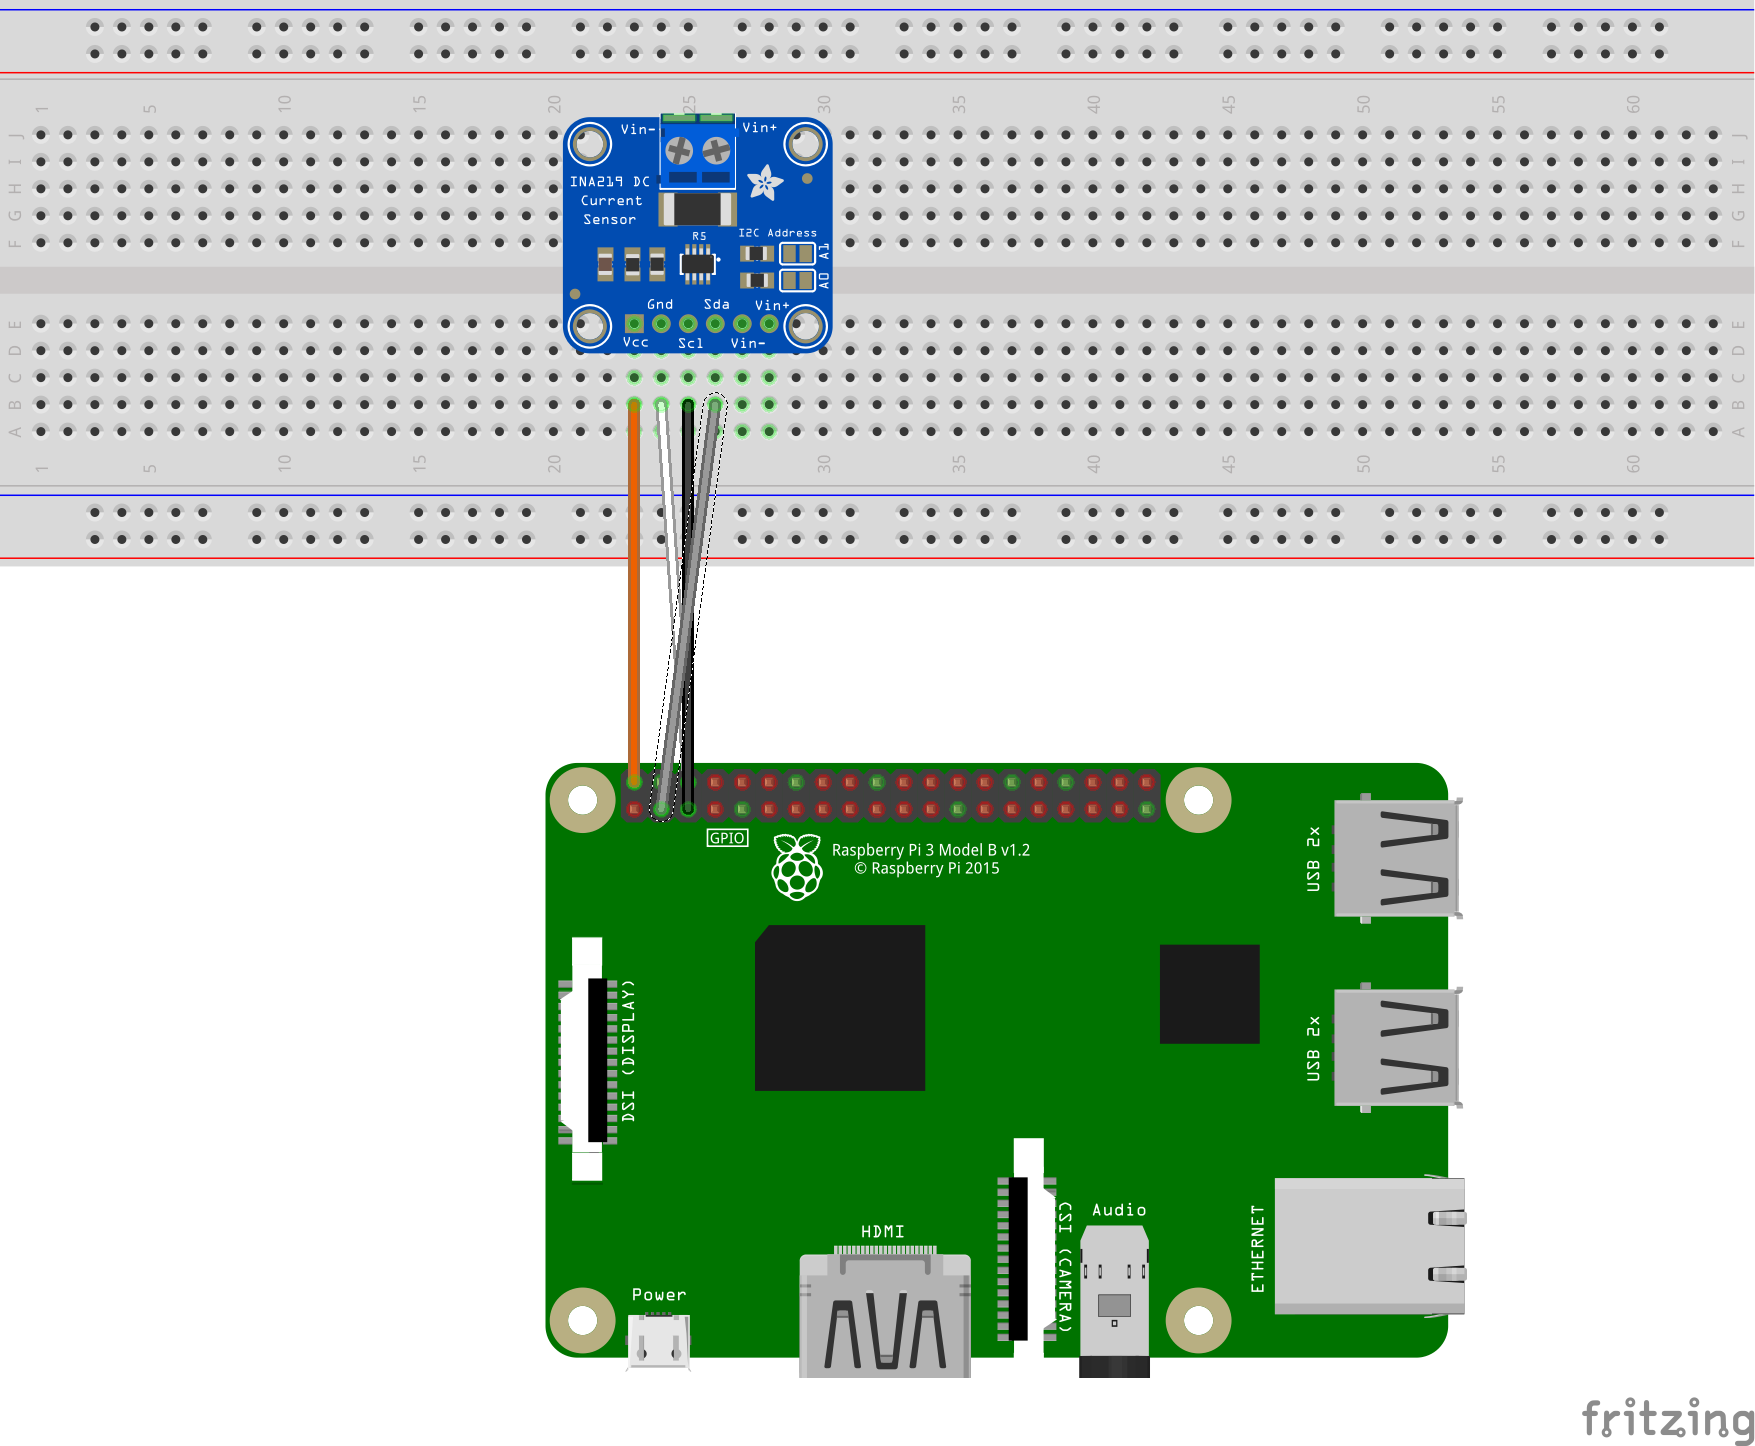 1 5 10 15 20 25 30 35 40 45 50 55 60
J J
I I
H H
G G
F F
Vin- Vin+
INA219 DC
Current
Sensor
R5
I2C Address
A1
A0
Gnd Sda Vin+
Vcc Scl Vin-
E E
D D
C C
B B
A A
1 5 10 15 20 30 35 40 45 50 55 60
GPIO
Raspberry Pi 3 Model B v1.2
© Raspberry Pi 2015
USB 2x
USB 2x
DSI (DISPLAY)
CSI (CAMERA)
Audio
HDMI
ETHERNET
Power
fritzing